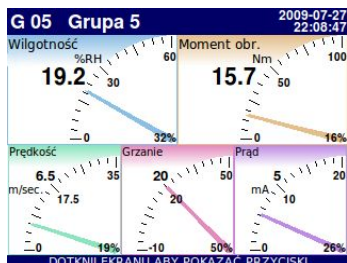 G 05 Grupa 5
2009-07-27
22:08:47
Wilgotność
%RH
19.2
60
30
0
32%
Moment obr.
Nm
15.7
100
50
0
16%
Prędkość
6.5
m/sec
35
17.5
0
19%
Grzanie
20
50
20
-10
50%
Prąd
5
mA
20
10
0
26%
DOTKNIJ EKRANU ABY POKAZAĆ PRZYCISKI